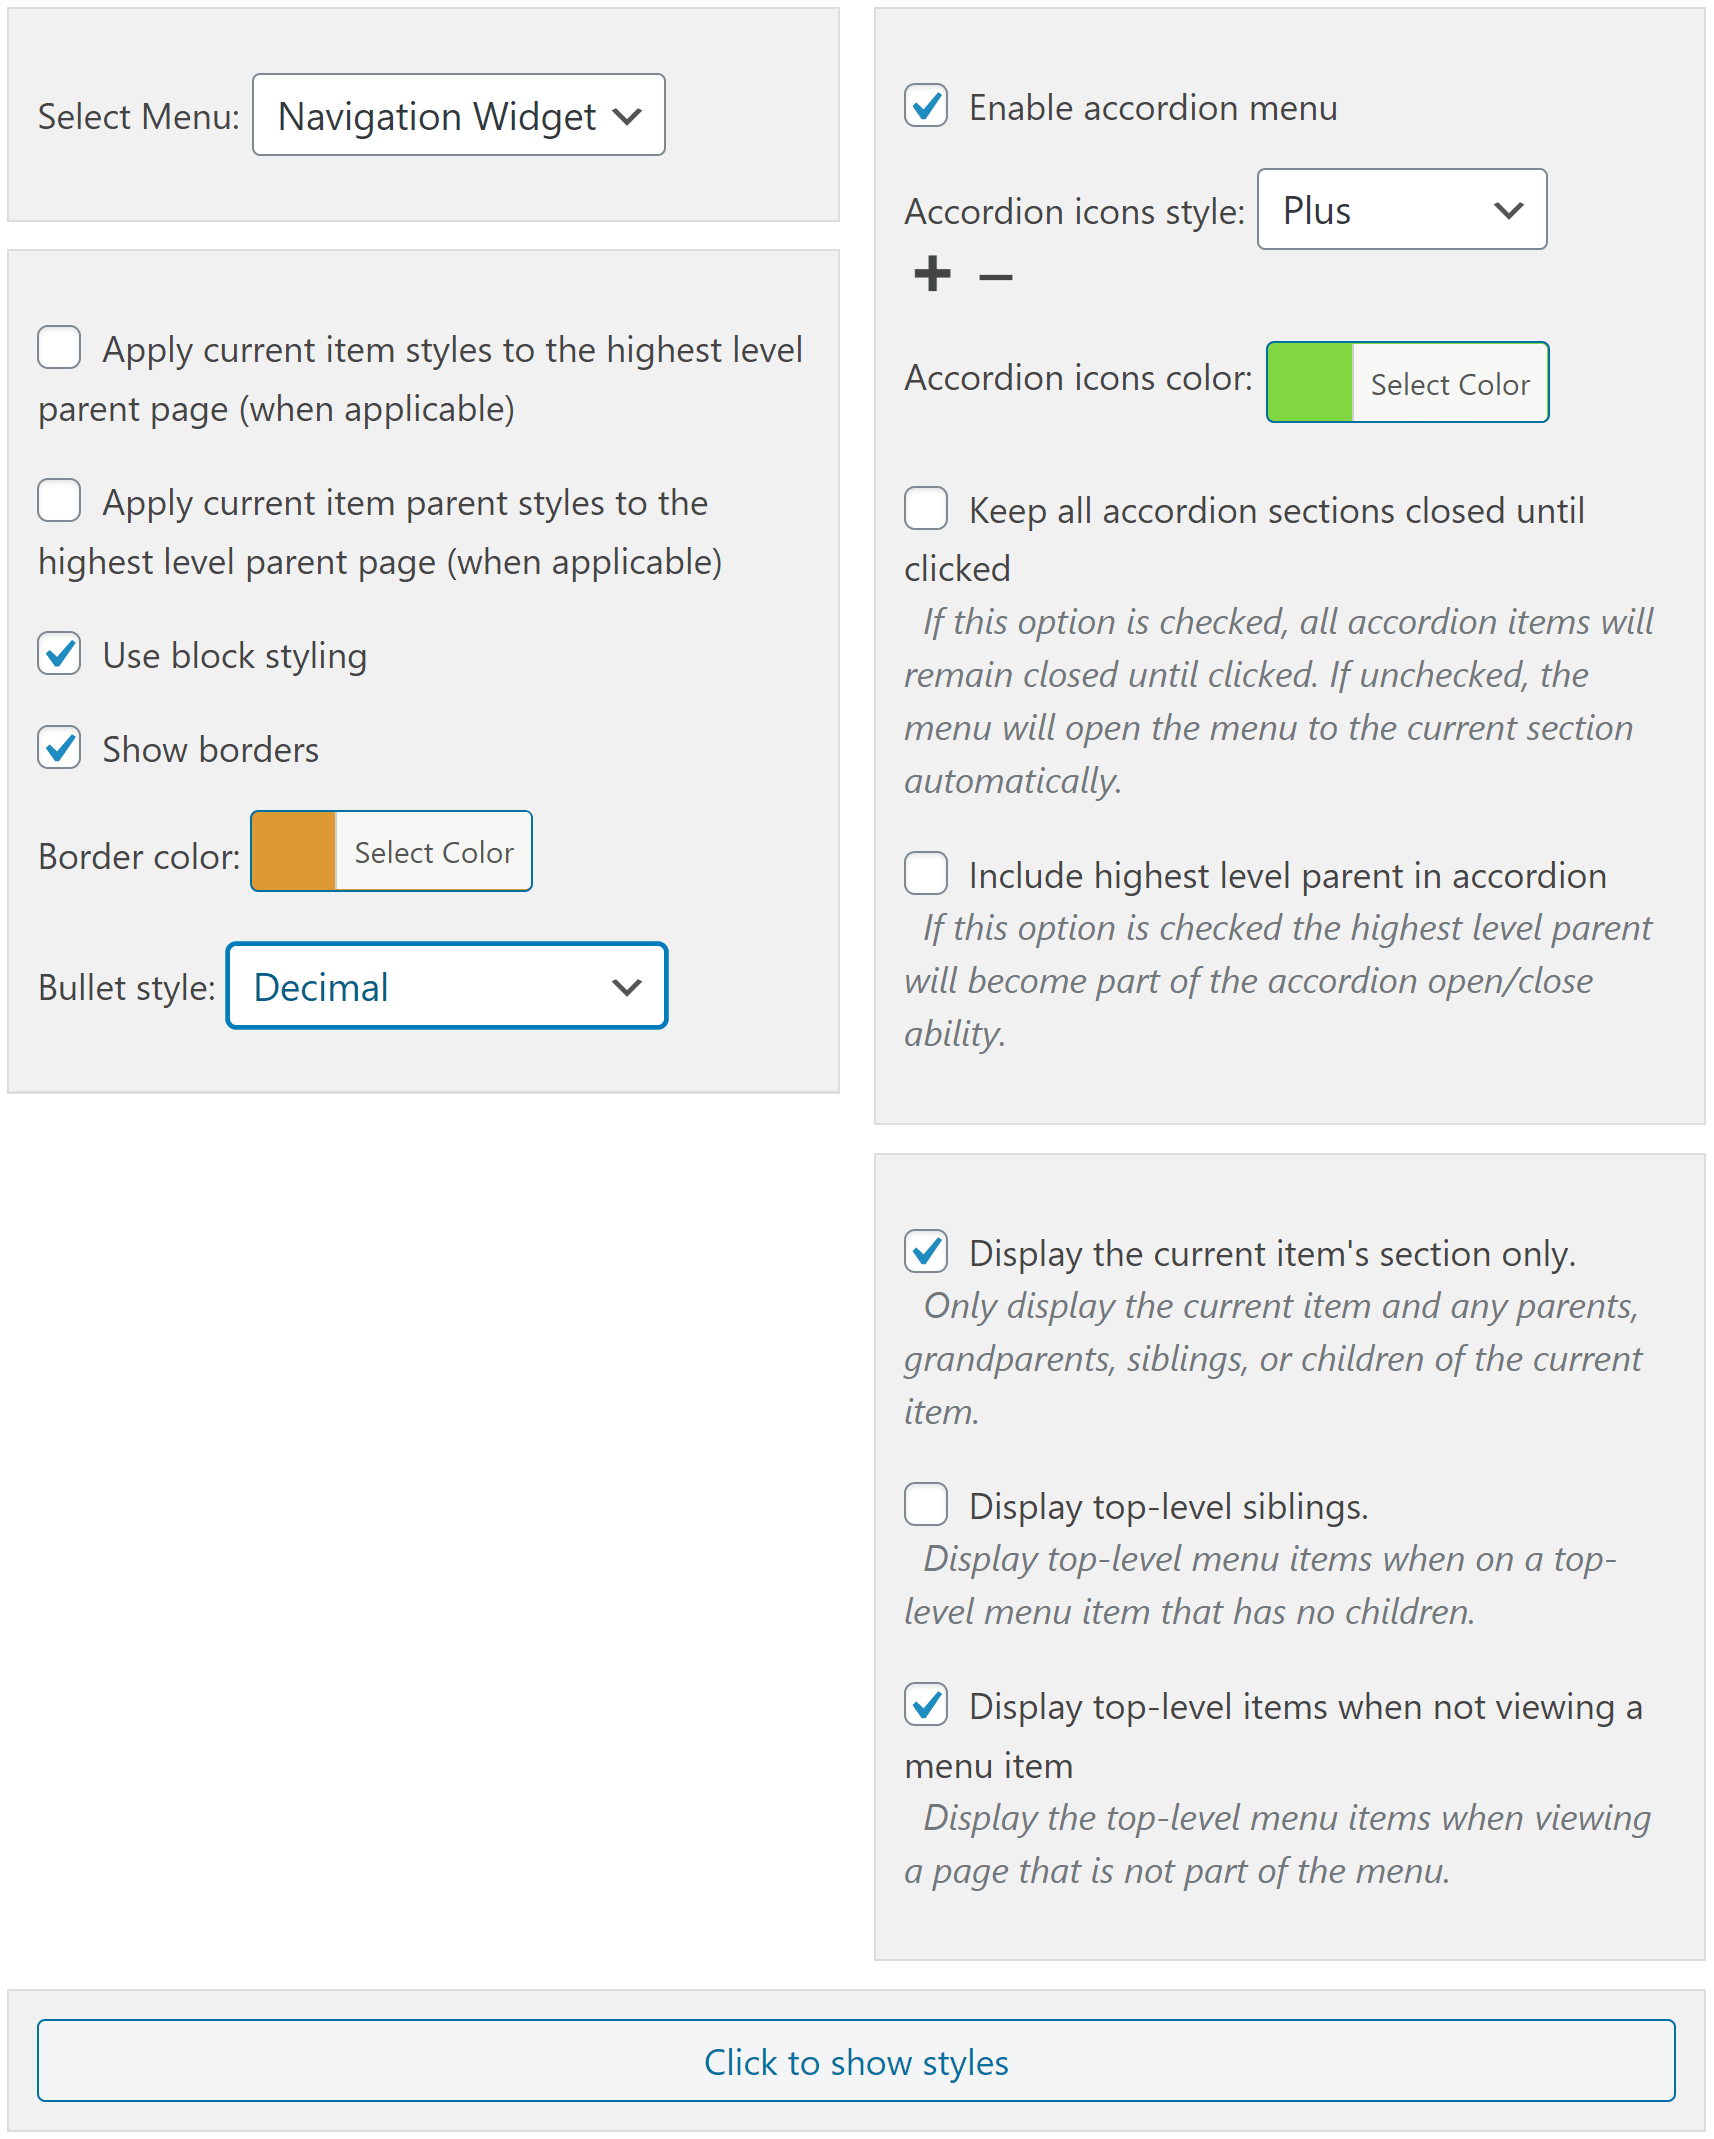 Select Menu: Navigation Widget
Apply current item styles to the highest level
parent page (when applicable)
Apply current item parent styles to the
highest level parent page (when applicable)
Use block styling
Show borders
Border color: Select Color
Bullet style: Decimal
Enable accordion menu
Accordion icons style: Plus
Accordion icons color: Select Color
Keep all accordion sections closed until
clicked
If this option is checked, all accordion items will
remain closed until clicked. If unchecked, the
menu will open the menu to the current section
automatically.
Include highest level parent in accordion
If this option is checked the highest level parent
will become part of the accordion open/close
ability.
Display the current item's section only.
Only display the current item and any parents,
grandparents, siblings, or children of the current
item.
Display top-level siblings.
Display top-level menu items when on a top-
level menu item that has no children.
Display top-level items when not viewing a
menu item
Display the top-level menu items when viewing
a page that is not part of the menu.
Click to show styles